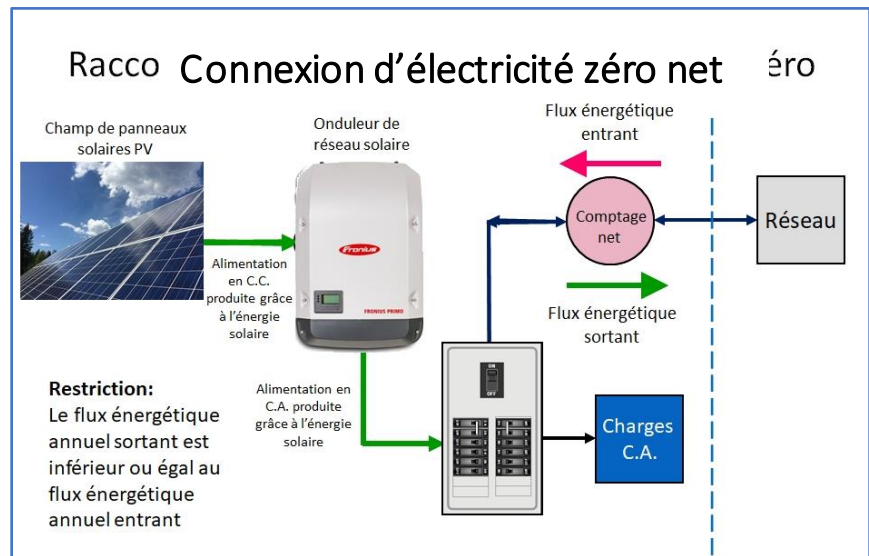 Racco Connexion d’électricité zéro net éro
Champ de panneaux
solaires PV
Onduleur de
réseau solaire
Flux énergétique
entrant
Comptage
net
Réseau
Flux énergétique
sortant
Alimentation
en C.C.
produite grâce
à l’énergie
solaire
Fronius
FRONIUS PRIMO
ON
OFF
Alimentation en
C.A. produite
grâce à l’énergie
solaire
Charges
C.A.
Restriction:
Le flux énergétique
annuel sortant est
inférieur ou égal au
flux énergétique
annuel entrant